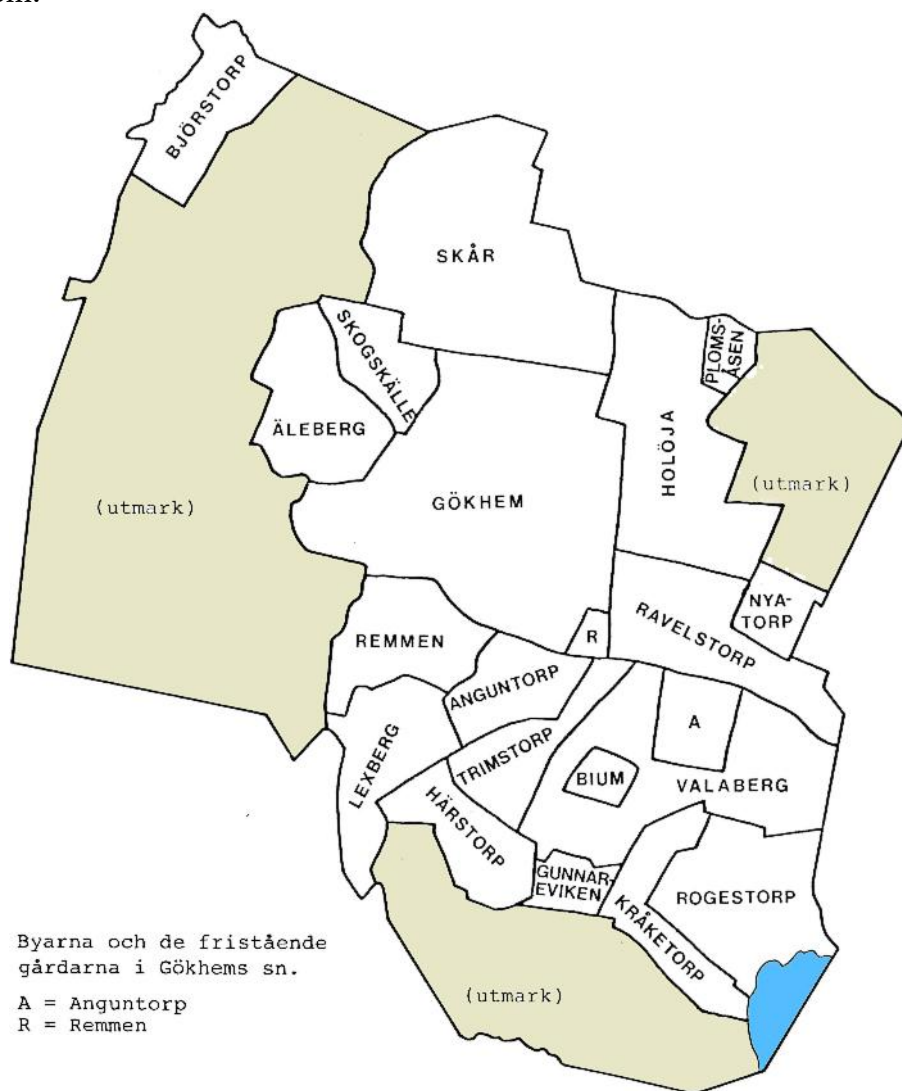 BJÖRSTORP
SKÅR
SKOGSKÄLLE
PLOMS-
ÅSEN
ÄLEBERG
HOLÖJA
GÖKHEM
(utmark)
(utmark)
NYA-
TORP
RAVELSTORP
REMMEN
R
ANGUNTORP
A
LEXBERG
TRIMSTORP
BIUM
VALABERG
HÄRSTORP
GUNNAR-
EVIKEN
KRÅKETORP
ROGESTORP
(utmark)
Byarna och de fristående
gårdarna i Gökhems sn.
A = Anguntorp
R = Remmen